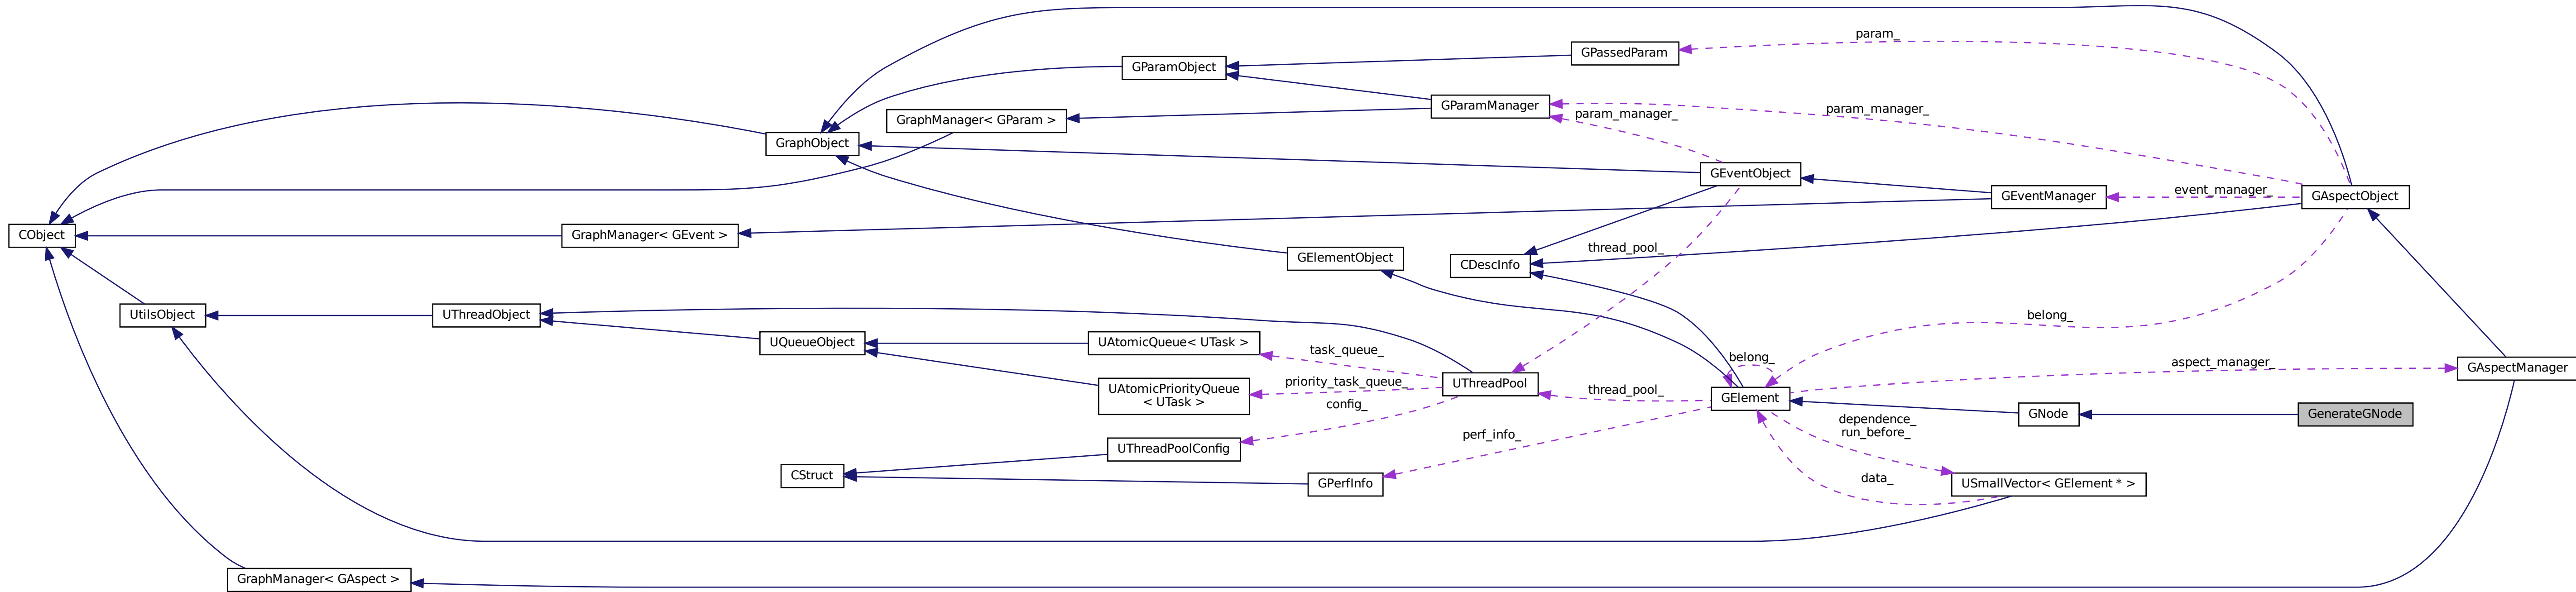 param_
GPassedParam
GParamObject
GParamManager
param_manager_
GraphManager< GParam >
param_manager_
GraphObject
GEventObject
event_manager_
GEventManager
GAspectObject
CObject
GraphManager< GEvent >
thread_pool_
GElementObject
CDescInfo
UtilsObject
UThreadObject
belong_
UQueueObject
UAtomicQueue< UTask >
task_queue_
belong_
aspect_manager_
GAspectManager
UAtomicPriorityQueue
< UTask >
priority_task_queue_
UThreadPool
thread_pool_
GElement
config_
GNode
GenerateGNode
dependence_
run_before_
perf_info_
UThreadPoolConfig
CStruct
GPerfInfo
data_
USmallVector< GElement * >
GraphManager< GAspect >